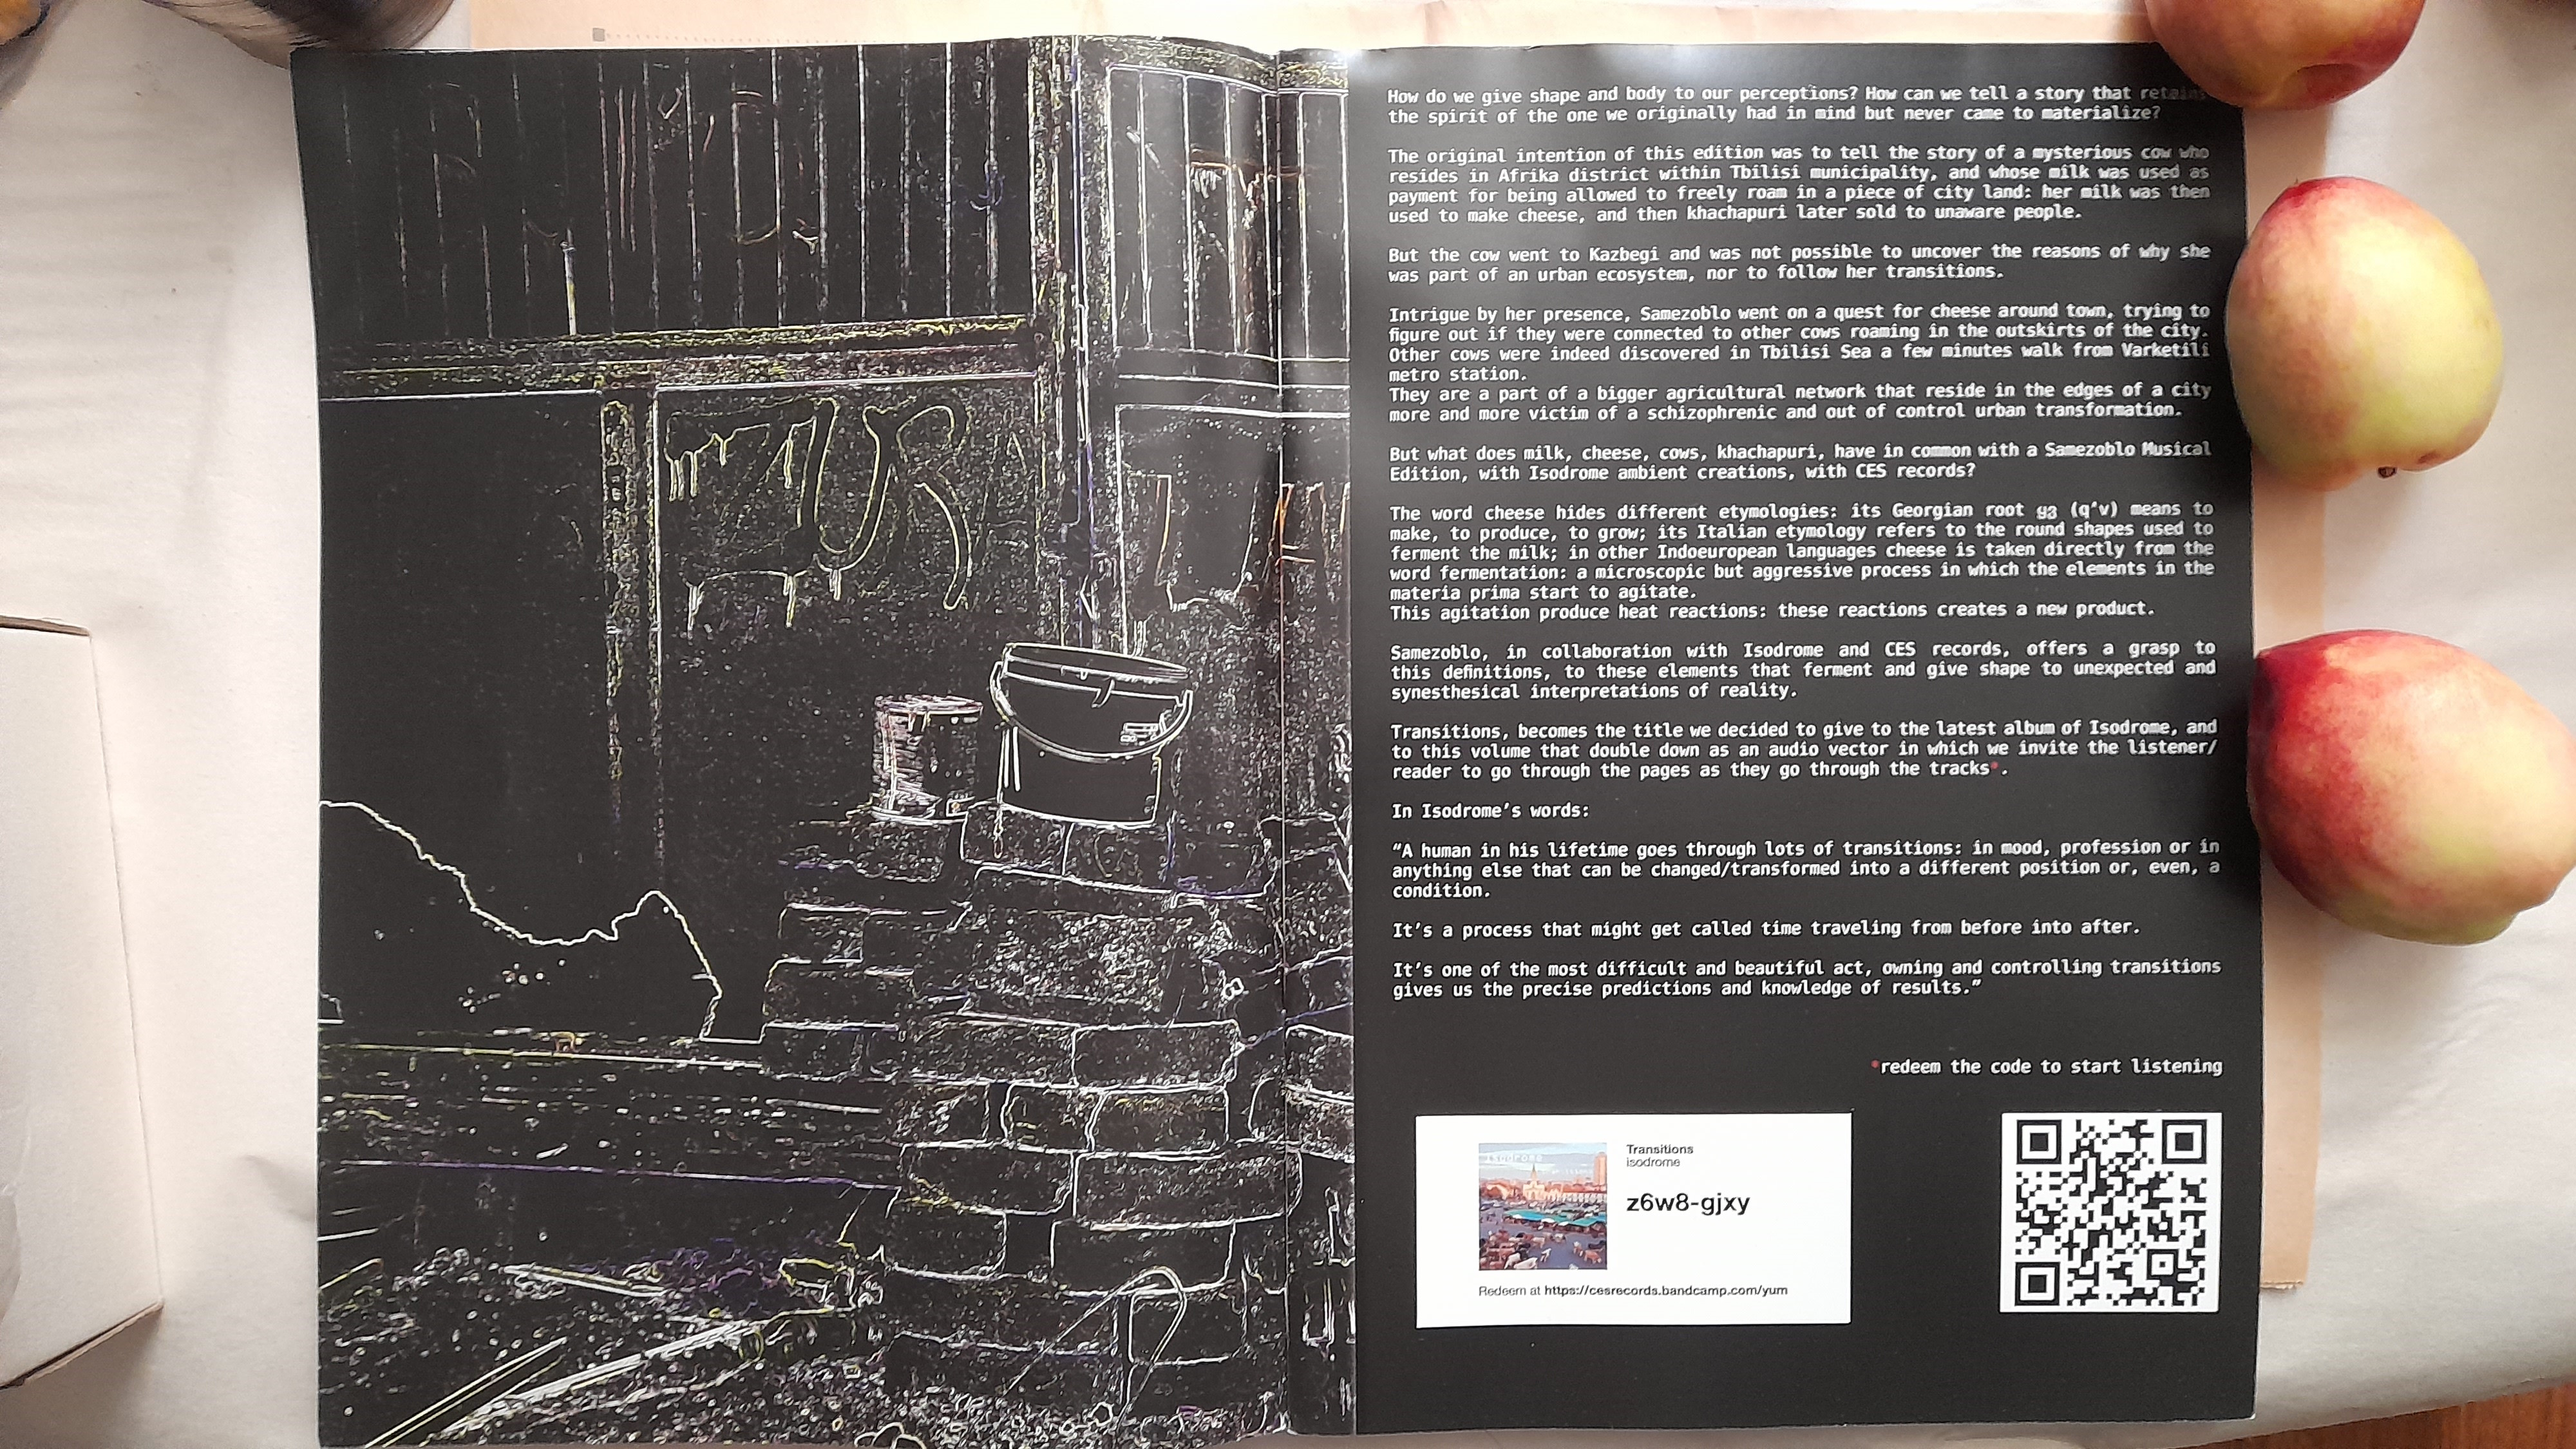 How do we give shape and body to our perceptions? How can we tell a story that retains
the spirit of the one we originally had in mind but never came to materialize?
The original intention of this edition was to tell the story of a mysterious cow who
resides in Afrika district within Tbilisi municipality, and whose milk was used as
payment for being allowed to freely roam in a piece of city land: her milk was then
used to make cheese, and then khachapuri later sold to unaware people.
But the cow went to Kazbegi and was not possible to uncover the reasons of why she
was part of an urban ecosystem, nor to follow her transitions.
Intrigue by her presence, Samezoblo went on a quest for cheese around town, trying to
figure out if they were connected to other cows roaming in the outskirts of the city.
Other cows were indeed discovered in Tbilisi Sea a few minutes walk from Varketili
metro station.
They are a part of a bigger agricultural network that reside in the edges of a city
more and more victim of a schizophrenic and out of control urban transformation.
But what does milk, cheese, cows, khachapuri, have in common with a Samezoblo Musical
Edition, with Isodrome ambient creations, with CES records?
The word cheese hides different etymologies: its Georgian root ყვ (q'v) means to
make, to produce, to grow; its Italian etymology refers to the round shapes used to
ferment the milk; in other Indoeuropean languages cheese is taken directly from the
word fermentation: a microscopic but aggressive process in which the elements in the
materia prima start to agitate.
This agitation produce heat reactions: these reactions creates a new product.
Samezoblo, in collaboration with Isodrome and CES records, offers a grasp to
this definitions, to these elements that ferment and give shape to unexpected and
synesthesical interpretations of reality.
Transitions, becomes the title we decided to give to the latest album of Isodrome, and
to this volume that double down as an audio vector in which we invite the listener/
reader to go through the pages as they go through the tracks*.
In Isodrome's words:
"A human in his lifetime goes through lots of transitions: in mood, profession or in
anything else that can be changed/transformed into a different position or, even, a
condition.
It's a process that might get called time traveling from before into after.
It's one of the most difficult and beautiful act, owning and controlling transitions
gives us the precise predictions and knowledge of results."
*redeem the code to start listening
isodrome
Transitions
isodrome
z6w8-gjxy
Redeem at https://cesrecords.bandcamp.com/yum